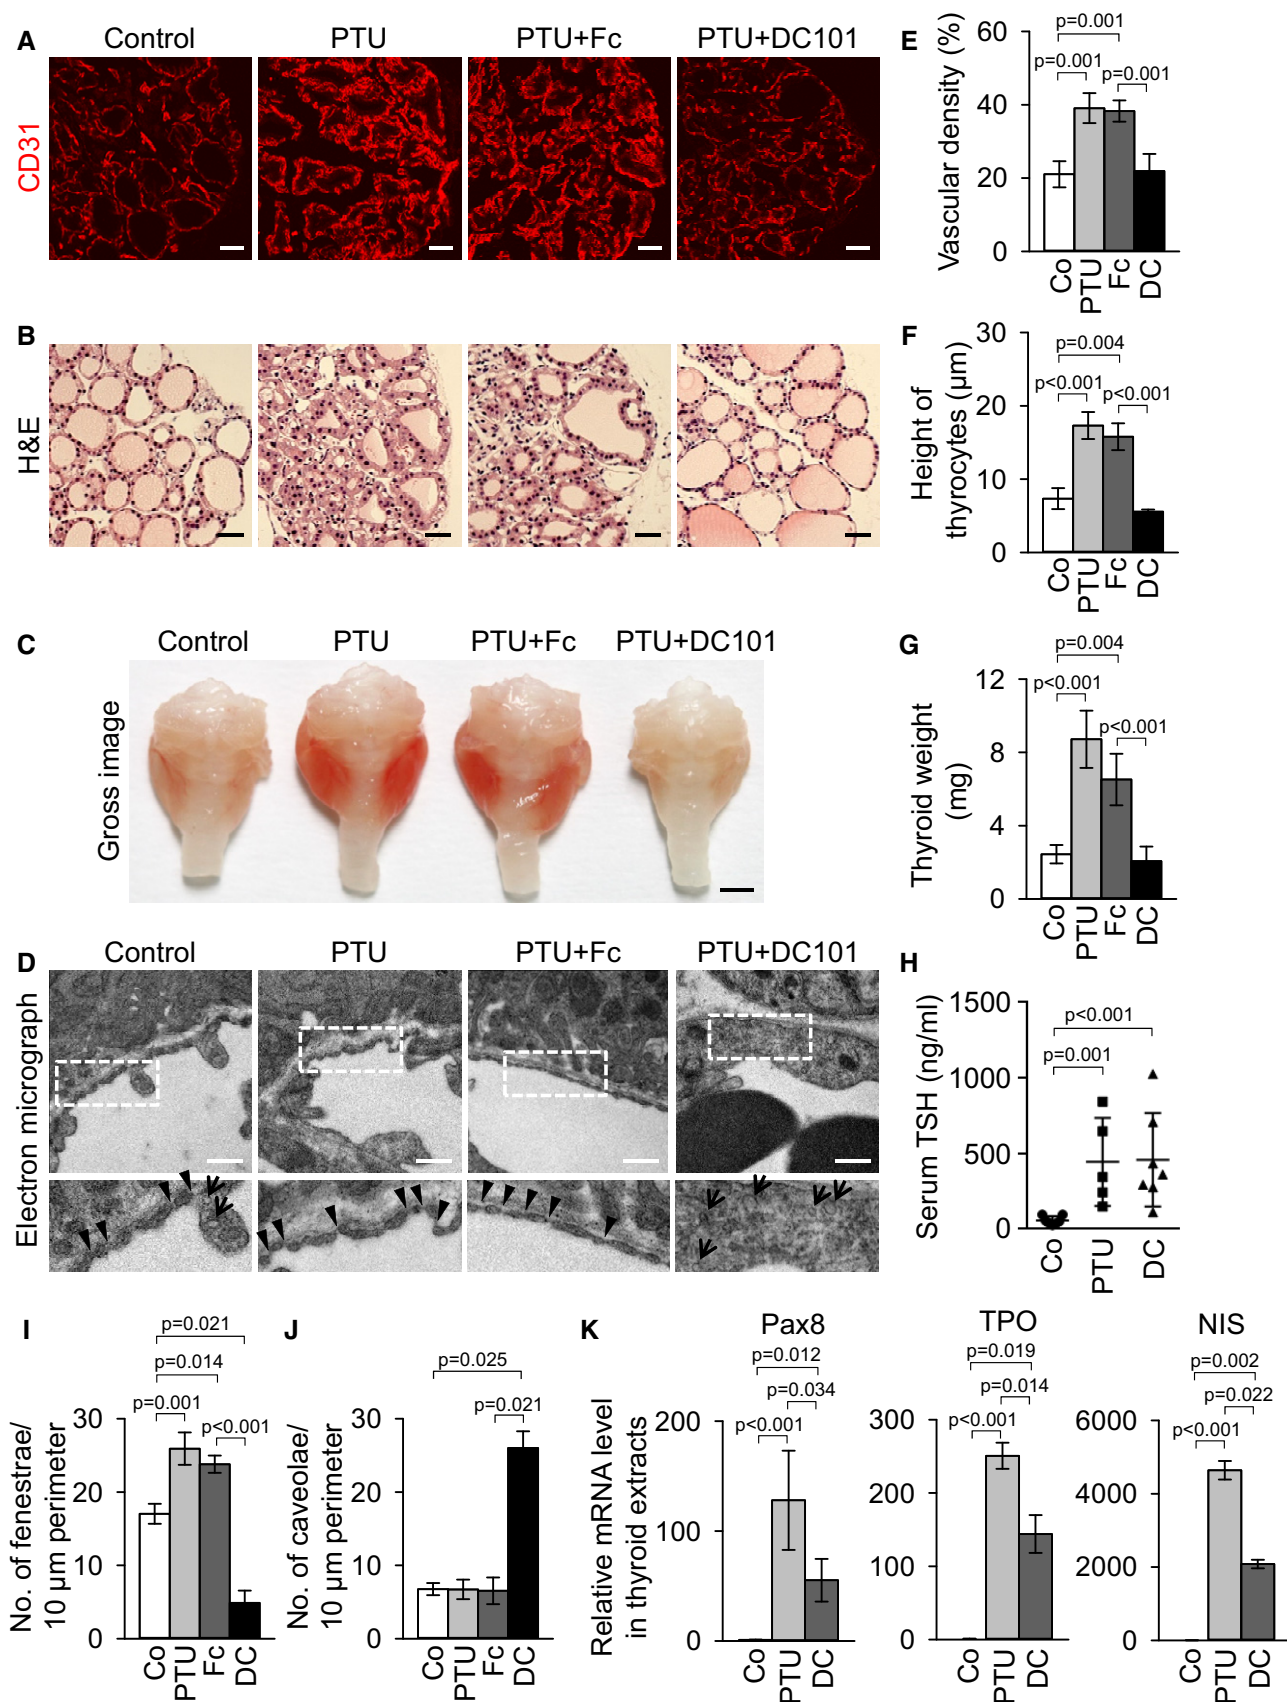 A
Control PTU PTU+Fc PTU+DC101
CD31
B
H&E
C
Control PTU PTU+Fc PTU+DC101
Gross image
D
Control PTU PTU+Fc PTU+DC101
Electron micrograph
E
Vascular density (%)
60
40
20
0
p=0.001
p=0.001
p=0.001
Co PTU Fc DC
F
Height of
thyrocytes (µm)
30
20
10
0
p=0.004
p<0.001
p<0.001
Co PTU Fc DC
G
Thyroid weight
(mg)
12
8
4
0
p=0.004
p<0.001
p<0.001
Co PTU Fc DC
H
Serum TSH (ng/ml)
1500
1000
500
0
p<0.001
p=0.001
Co PTU DC
I
No. of fenestrae/
10 µm perimeter
30
20
10
0
p=0.021
p=0.014
p=0.001
p<0.001
Co PTU Fc DC
J
No. of caveolae/
10 µm perimeter
30
20
10
0
p=0.025
p=0.021
Co PTU Fc DC
K
Relative mRNA level
in thyroid extracts
Pax8
200
100
0
p=0.012
p=0.034
p<0.001
Co PTU DC
TPO
300
200
100
0
p=0.019
p=0.014
p<0.001
Co PTU DC
NIS
6000
4000
2000
0
p=0.002
p=0.022
p<0.001
Co PTU DC